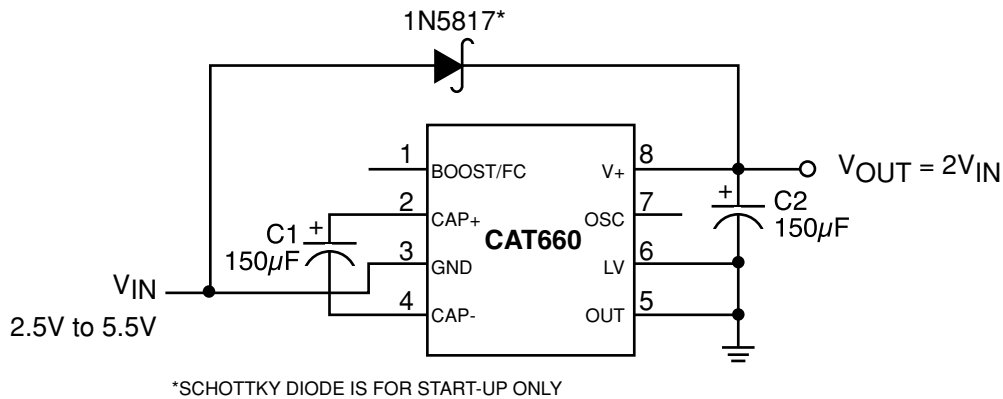 1N5817*
1 BOOST/FC V+ 8
VOUT = 2VIN
2 CAP+ OSC 7
C1 + 150µF
CAT660
+ C2 150µF
3 GND LV 6
VIN
2.5V to 5.5V
4 CAP- OUT 5
*SCHOTTKY DIODE IS FOR START-UP ONLY